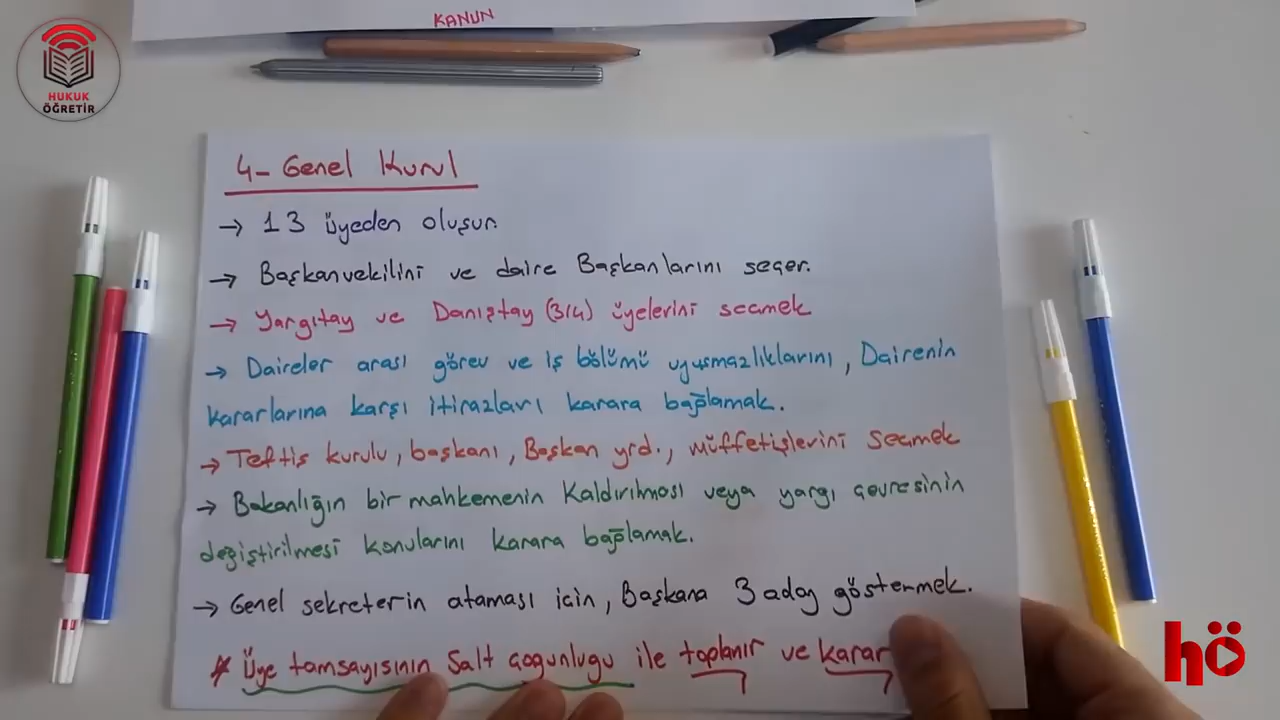 KANUN
HUKUK
ÖĞRETİR
4- Genel Kurul
→ 13 üyeden oluşur.
→ Başkanvekilini ve daire Başkanlarını seçer.
→ Yargıtay ve Danıştay (3/4) üyelerini seçmek
→ Daireler arası görev ve iş bölümü uyuşmazlıklarını, Dairenin
kararlarına karşı itirazları karara bağlamak.
→ Teftiş kurulu, başkanı, Başkan yrd., müffetişlerini seçmek
→ Bakanlığın bir mahkemenin kaldırılması veya yargı çevresinin
değiştirilmesi konularını karara bağlamak.
→ Genel sekreterin ataması için, Başkana 3 aday göstermek.
* Üye tamsayısının Salt çoğunluğu ile toplanır ve karar
hö